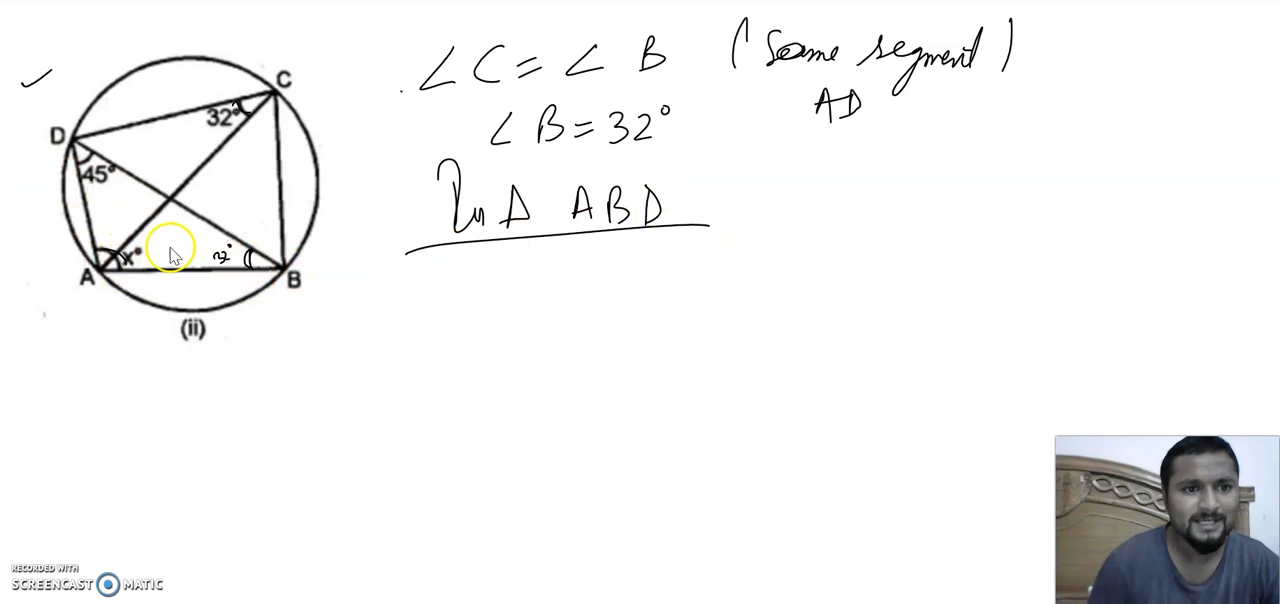 ∠C = ∠B (Same segment)
AD
∠B = 32°
In Δ ABD
C
32°
D
45°
A
x°
32°
B
(ii)
RECORDED WITH
SCREENCAST MATIC